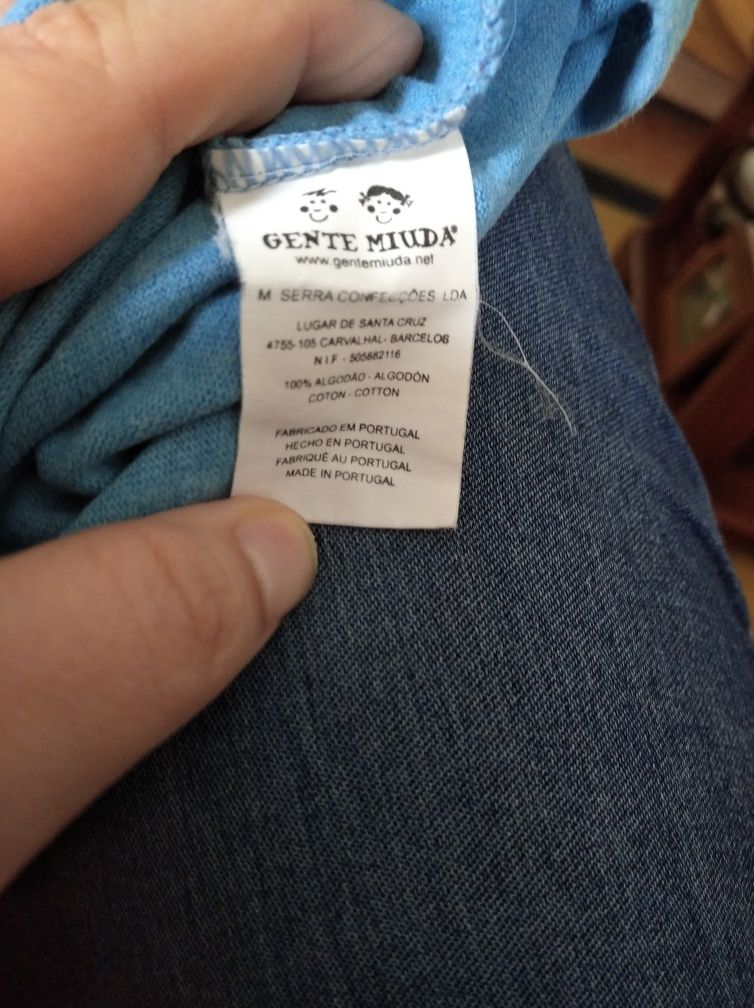 GENTE MIUDA®
www.gentemiuda.net
M SERRA CONFECÇÕES LDA
LUGAR DE SANTA CRUZ
4755-105 CARVALHAL- BARCELOS
NIF - 505882116
100% ALGODÃO - ALGODÓN
COTON - COTTON
FABRICADO EM PORTUGAL
HECHO EN PORTUGAL
FABRIQUÉ AU PORTUGAL
MADE IN PORTUGAL